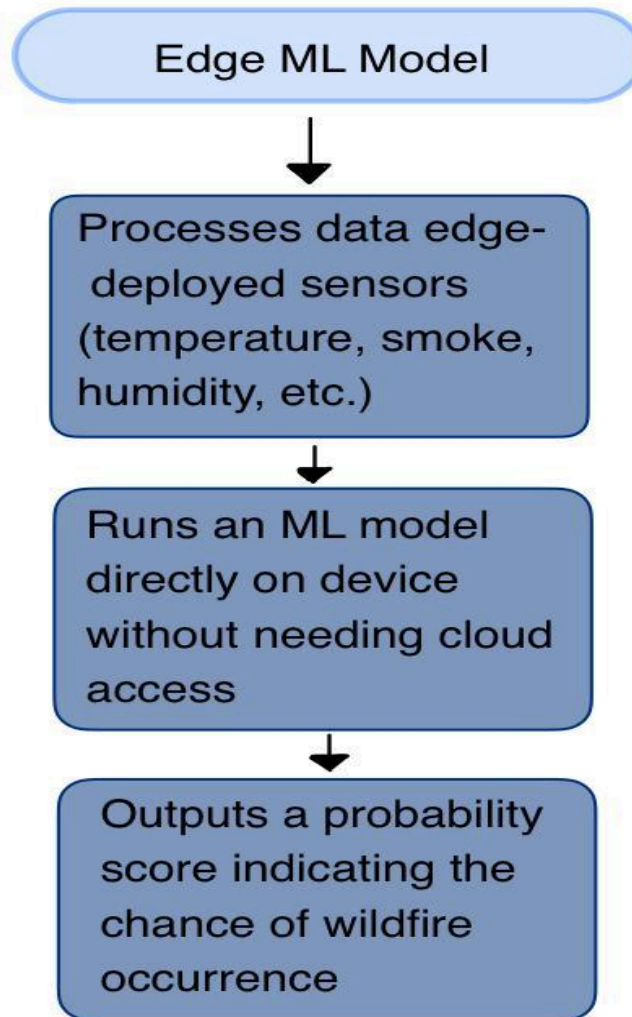 Edge ML Model
Processes data edge-
deployed sensors
(temperature, smoke,
humidity, etc.)
Runs an ML model
directly on device
without needing cloud
access
Outputs a probability
score indicating the
chance of wildfire
occurrence